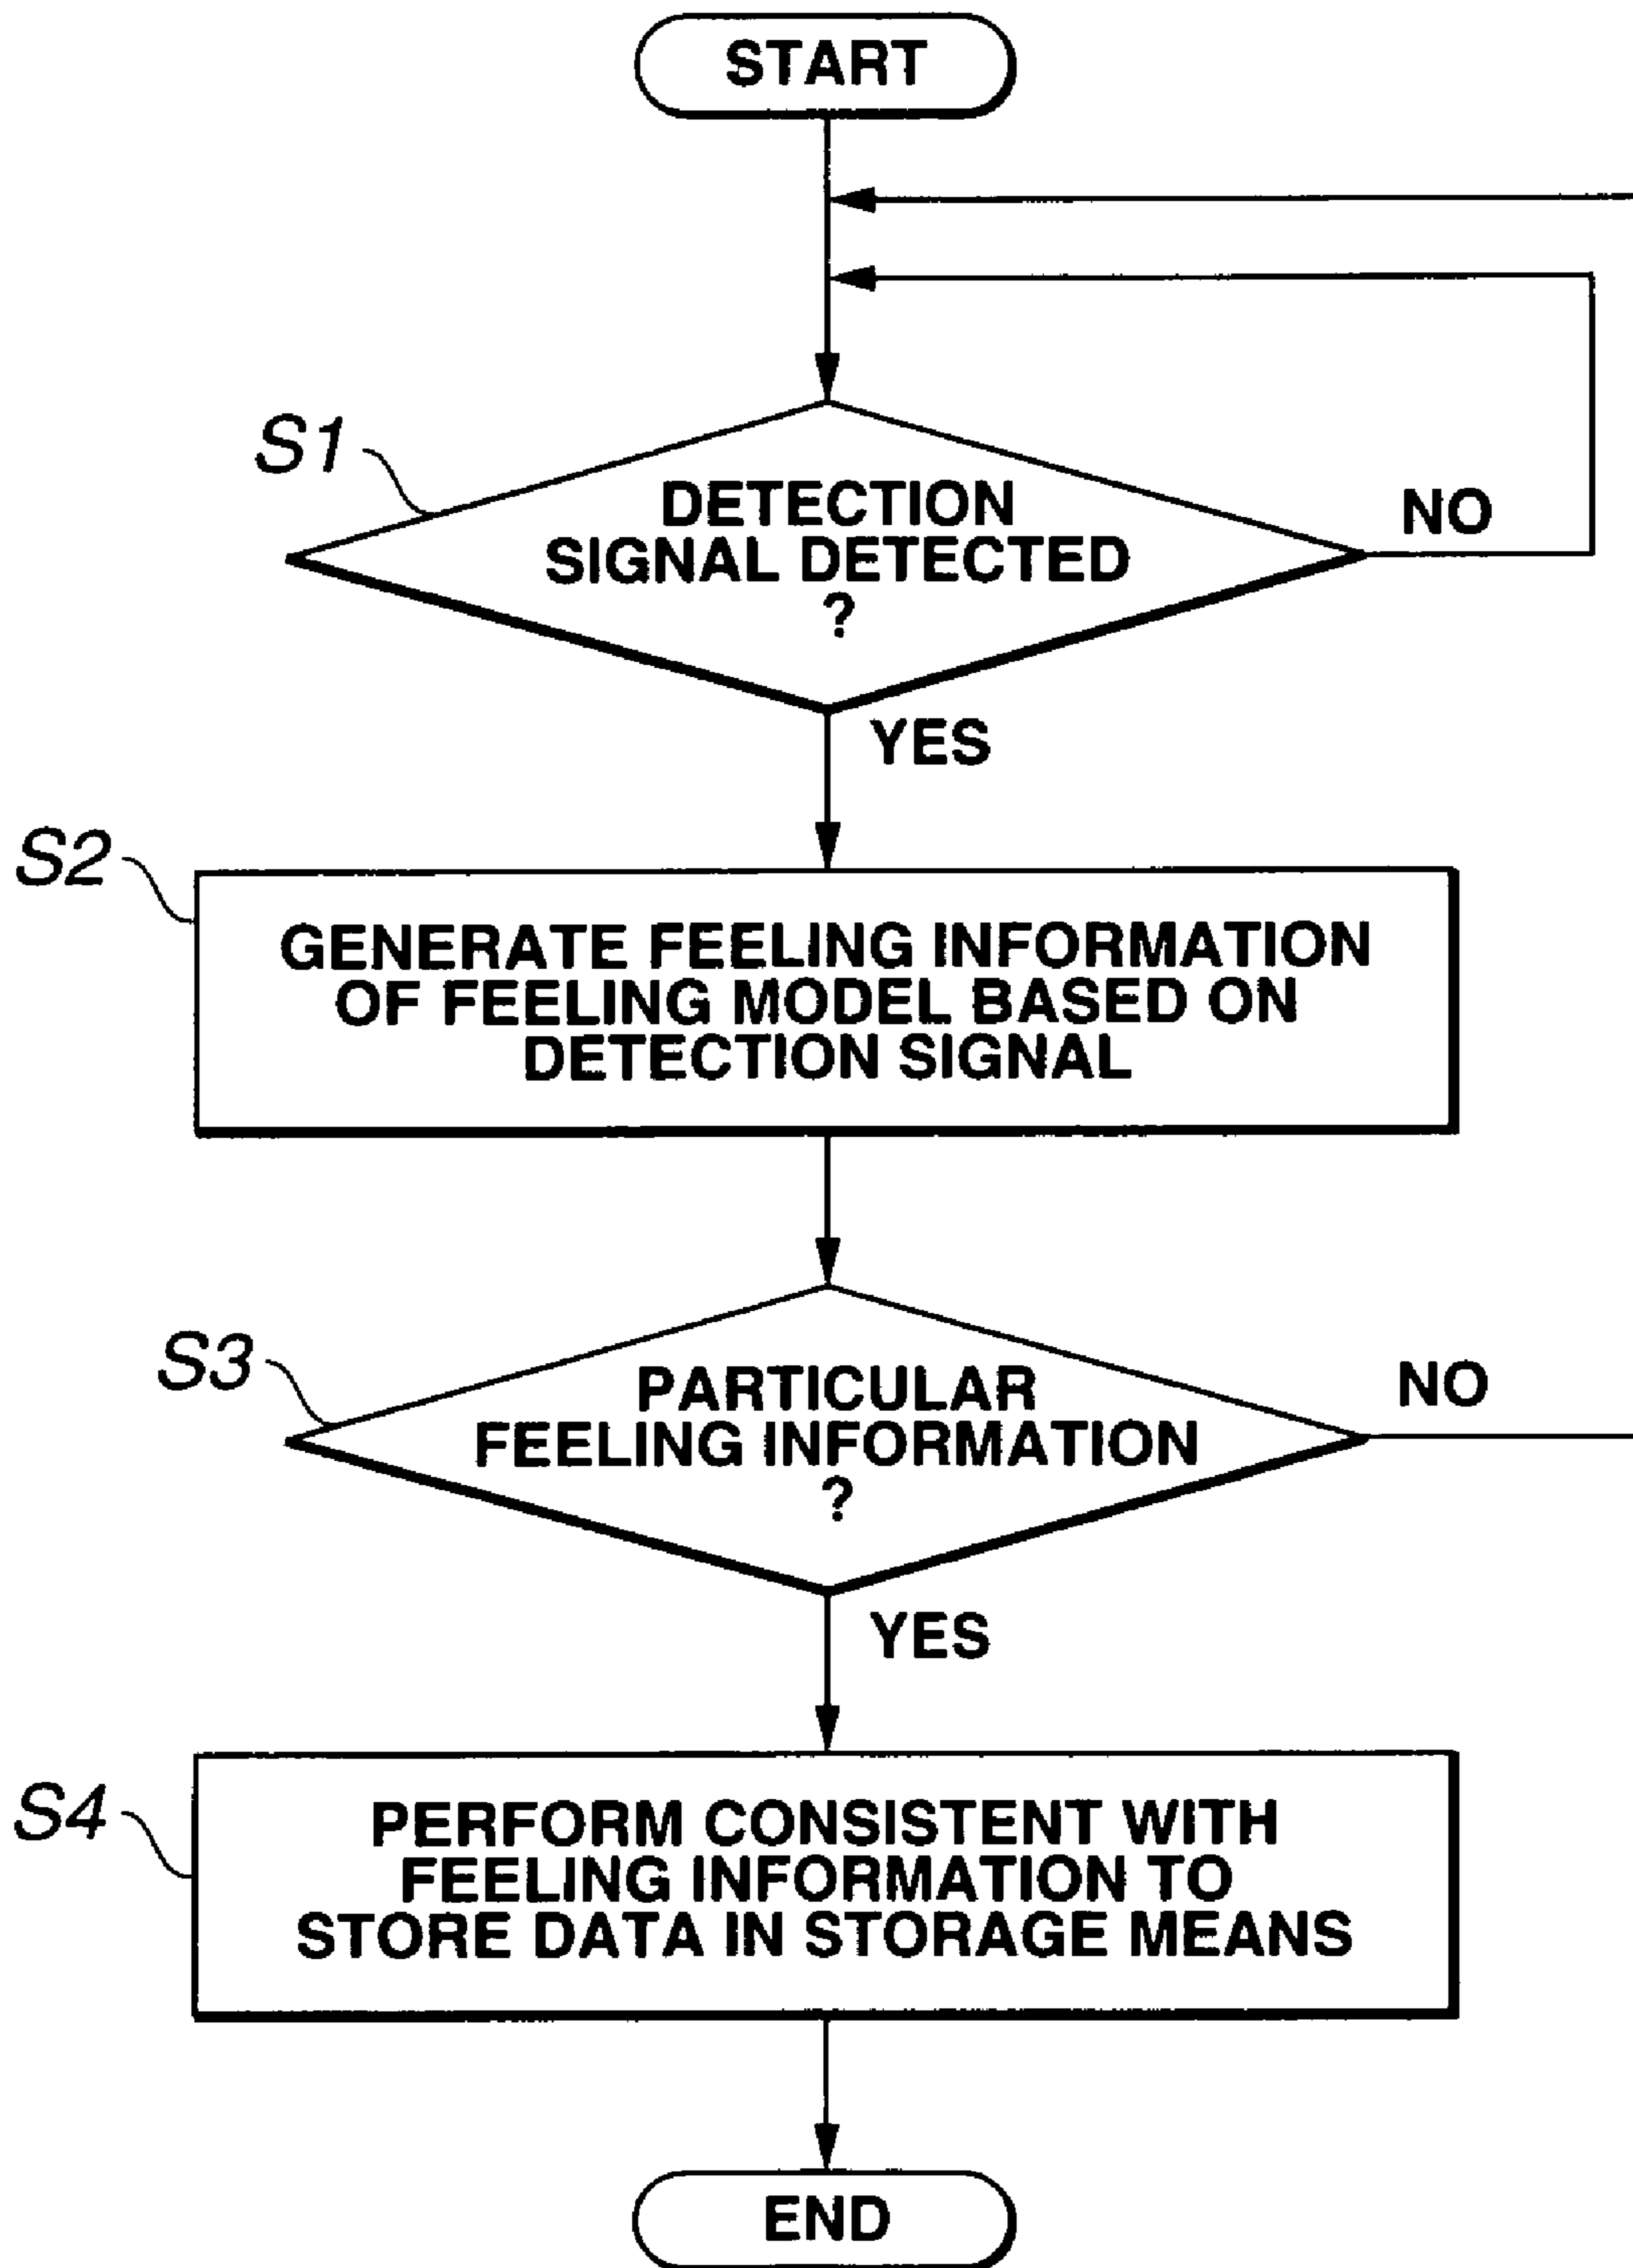 START
S1
DETECTION
SIGNAL DETECTED
?
NO
YES
S2
GENERATE FEELING INFORMATION
OF FEELING MODEL BASED ON
DETECTION SIGNAL
S3
PARTICULAR
FEELING INFORMATION
?
NO
YES
S4
PERFORM CONSISTENT WITH
FEELING INFORMATION TO
STORE DATA IN STORAGE MEANS
END